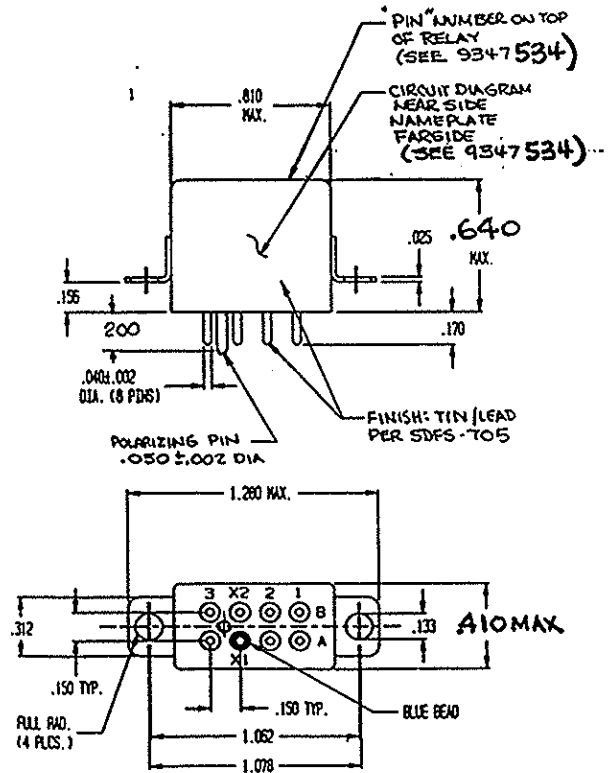 "PIN" NUMBER ON TOP
OF RELAY
(SEE 9347534)
CIRCUIT DIAGRAM
NEAR SIDE
NAMEPLATE
FARSIDE
(SEE 9347534)
1
.810
MAX.
.025
.640
MAX.
.156
.200
.170
.040±.002
DIA. (8 PINS)
FINISH: TIN/LEAD
PER SDFS-705
POLARIZING PIN
.050 ±.002 DIA
1.280 MAX.
3 X2 2 1
B
.312
.133
.410 MAX
A
X1
.150 TYP.
.150 TYP.
BLUE BEAD
FULL RAD.
(4 PLCS.)
1.062
1.078